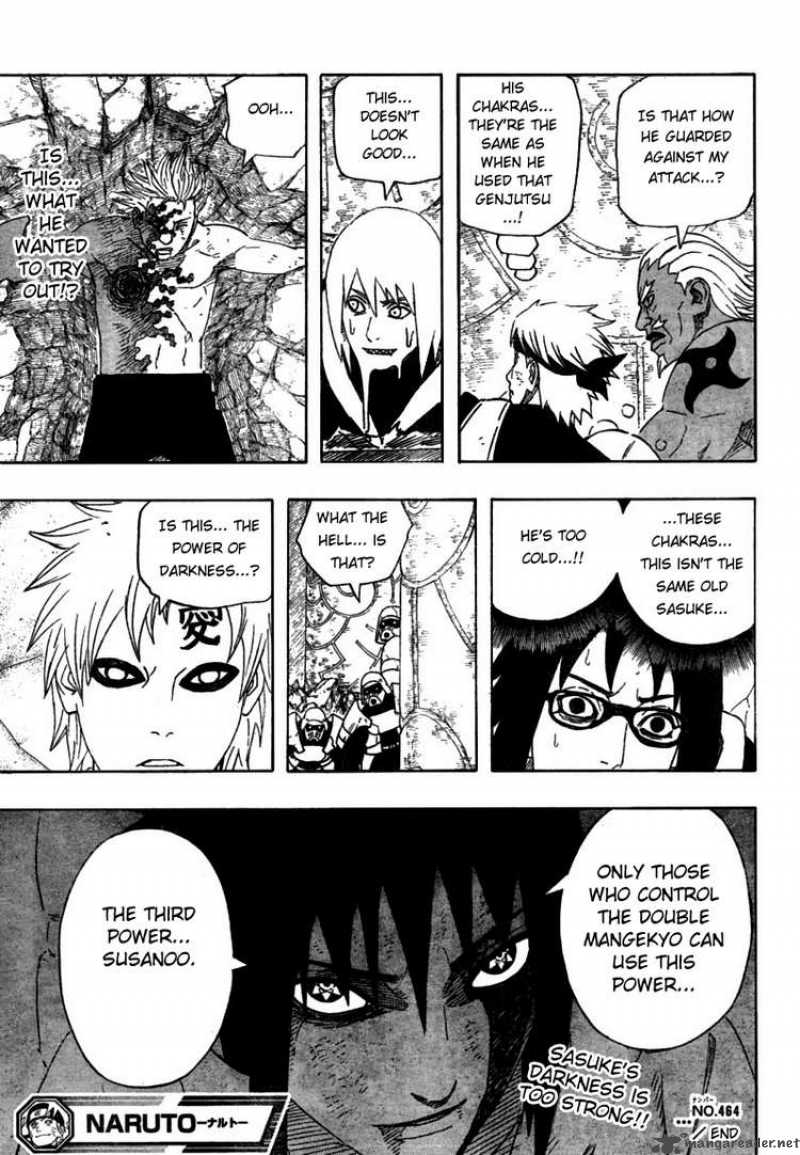 IS THAT HOW
HE GUARDED
AGAINST MY
ATTACK...?
HIS
CHAKRAS...
THEY'RE THE
SAME AS
WHEN HE
USED THAT
GENJUTSU
...!
THIS...
DOESN'T
LOOK
GOOD...
OOH...
IS
THIS...
WHAT
HE
WANTED
TO TRY
OUT!?
...THESE
CHAKRAS...
THIS ISN'T
THE SAME OLD
SASUKE...
HE'S TOO
COLD...!!
WHAT THE
HELL... IS
THAT?
IS THIS... THE
POWER OF
DARKNESS...?
愛
ONLY THOSE
WHO CONTROL
THE DOUBLE
MANGEKYO CAN
USE THIS
POWER...
THE THIRD
POWER...
SUSANOO.
SASUKE'S
DARKNESS IS
TOO STRONG!!
NARUTO—ナルト—
ナンバー
NO.464
...／END
mangareader.net